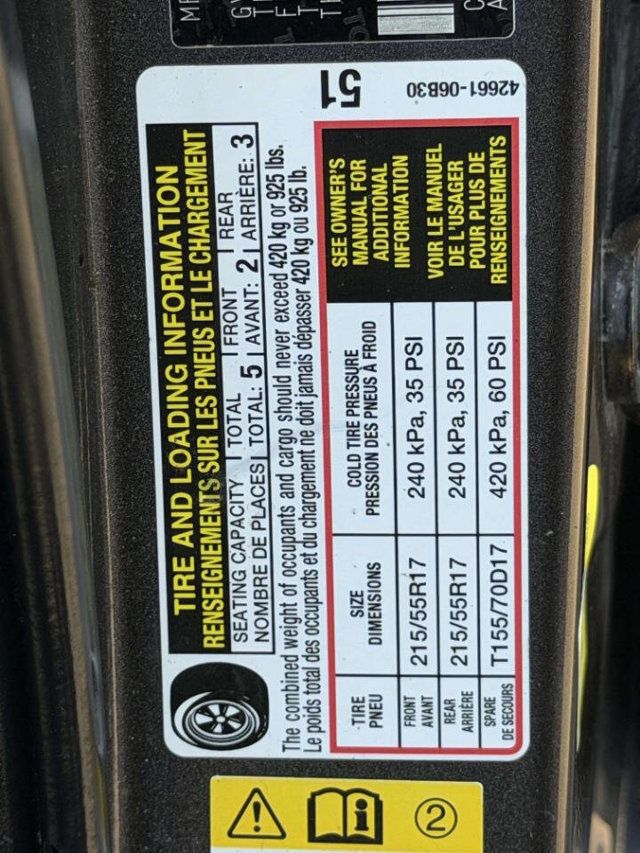 TIRE AND LOADING INFORMATION
RENSEIGNEMENTS SUR LES PNEUS ET LE CHARGEMENT
SEATING CAPACITY TOTAL FRONT REAR
NOMBRE DE PLACES TOTAL: 5 AVANT: 2 ARRIÈRE: 3
The combined weight of occupants and cargo should never exceed 420 kg or 925 lbs.
Le poids total des occupants et du chargement ne doit jamais dépasser 420 kg ou 925 lb.
TIRE
PNEU
SIZE
DIMENSIONS
COLD TIRE PRESSURE
PRESSION DES PNEUS À FROID
SEE OWNER'S
MANUAL FOR
ADDITIONAL
INFORMATION
VOIR LE MANUEL
DE L'USAGER
POUR PLUS DE
RENSEIGNEMENTS
FRONT
AVANT
215/55R17
240 kPa, 35 PSI
REAR
ARRIÈRE
215/55R17
240 kPa, 35 PSI
SPARE
DE SECOURS
T155/70D17
420 kPa, 60 PSI
51
42661-06B30
2